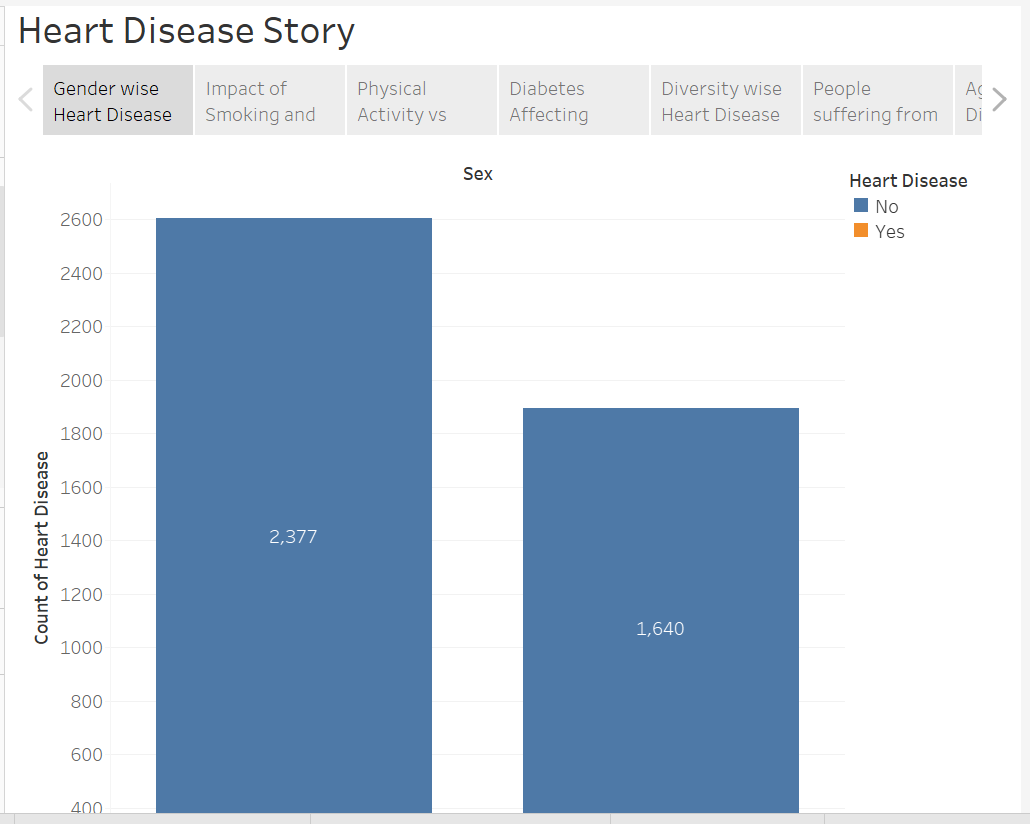 Heart Disease Story
Gender wise
Heart Disease
Impact of
Smoking and
Physical
Activity vs
Diabetes
Affecting
Diversity wise
Heart Disease
People
suffering from
Sex
Heart Disease
No
Yes
Count of Heart Disease
2600
2400
2200
2000
1800
1600
1400
1200
1000
800
600
400
2,377
1,640